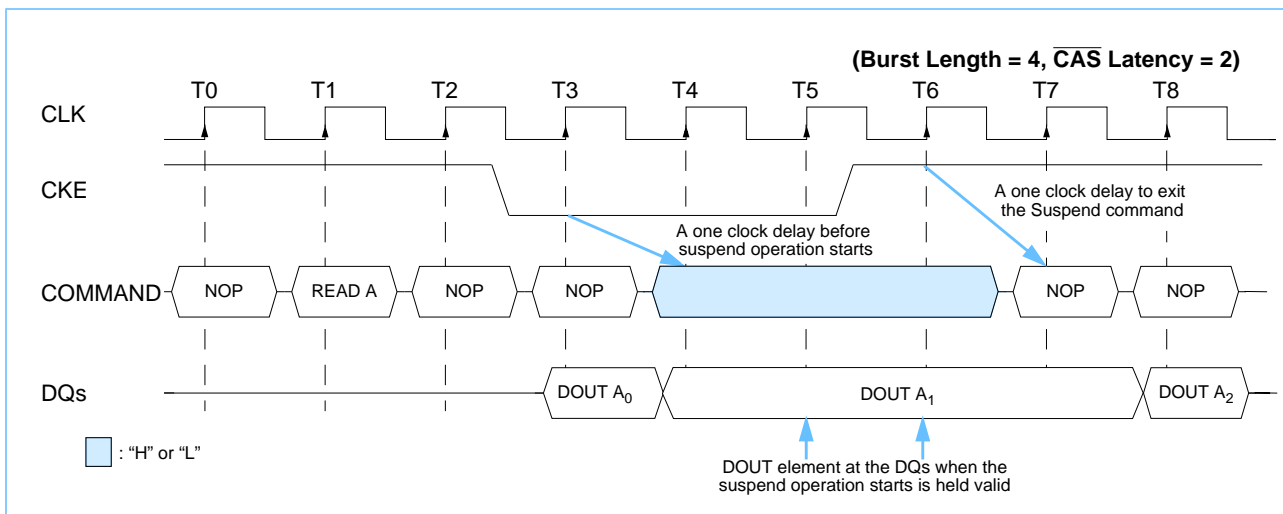 (Burst Length = 4, CAS Latency = 2)
T0 T1 T2 T3 T4 T5 T6 T7 T8
CLK
CKE
A one clock delay to exit
the Suspend command
A one clock delay before
suspend operation starts
COMMAND NOP READ A NOP NOP NOP NOP
DQs DOUT A0 DOUT A1 DOUT A2
: “H” or “L”
DOUT element at the DQs when the
suspend operation starts is held valid